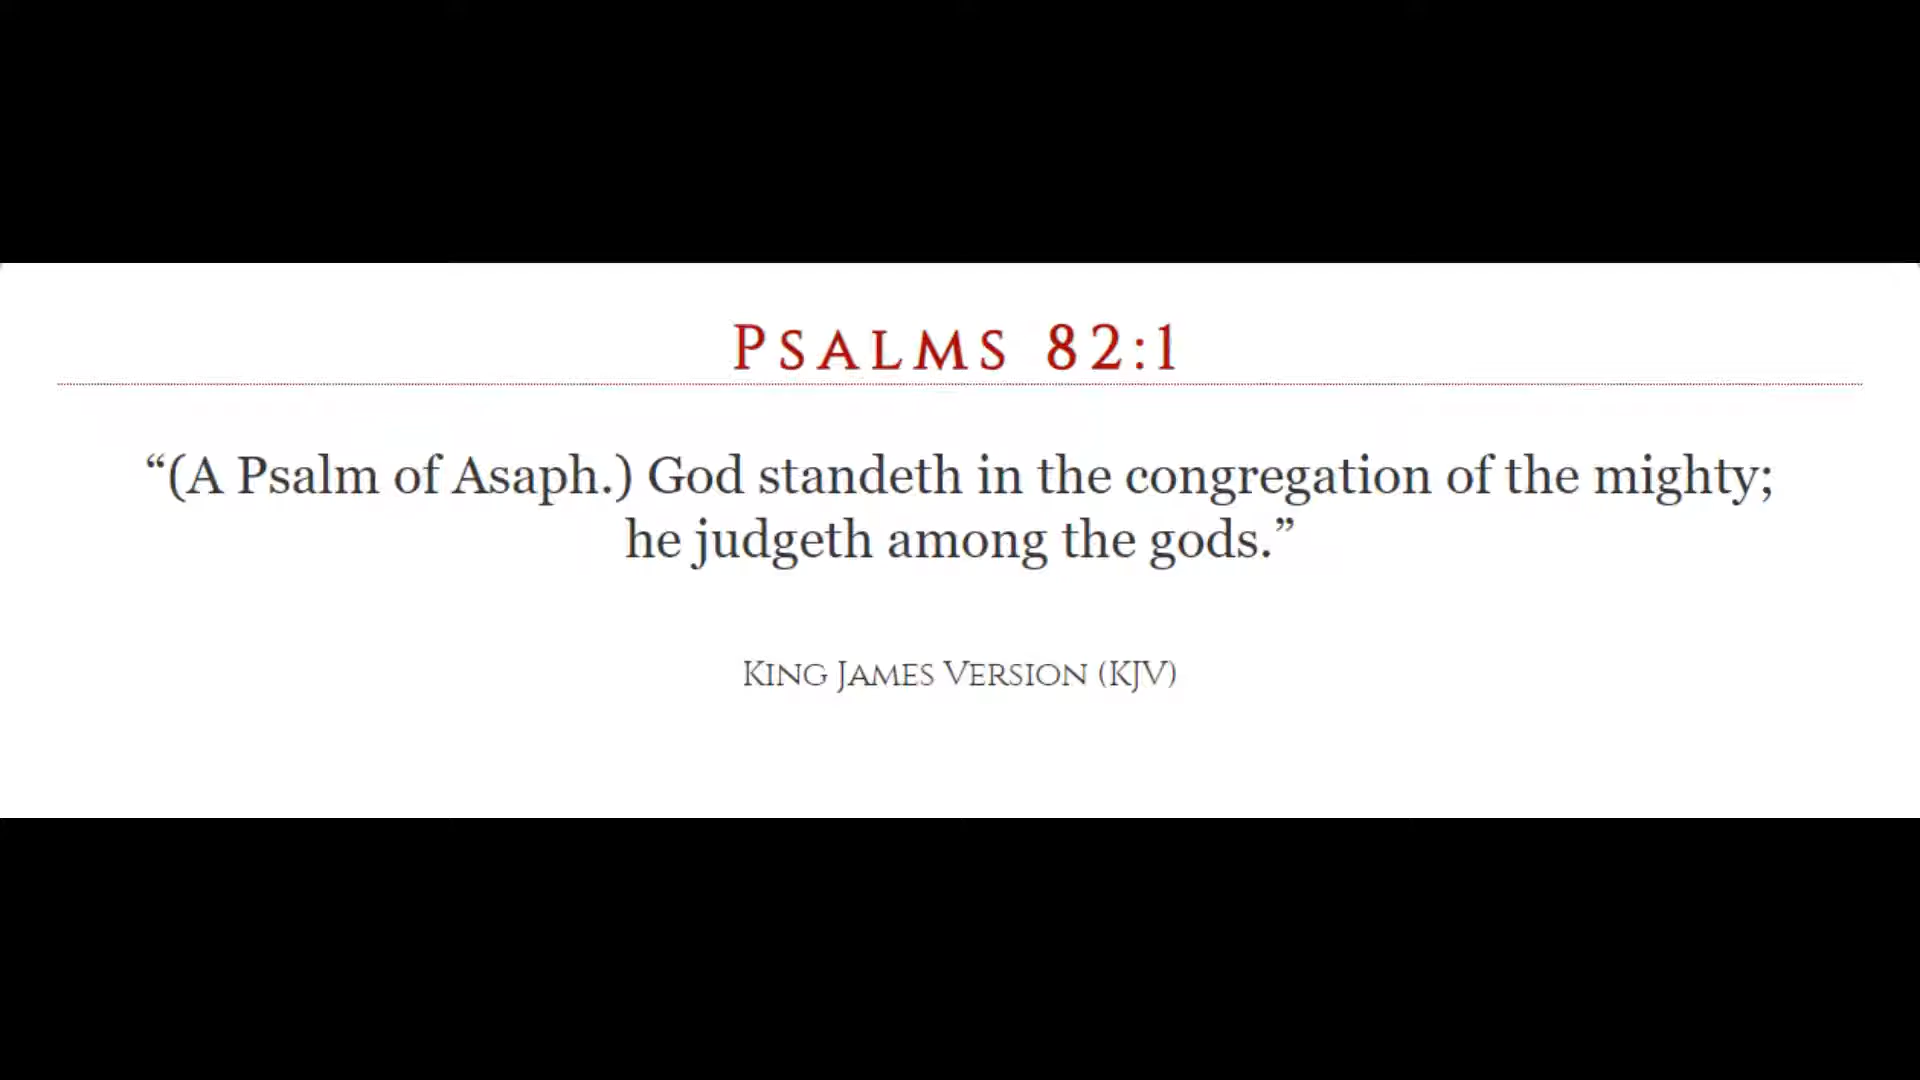 Psalms 82:1
“(A Psalm of Asaph.) God standeth in the congregation of the mighty;
he judgeth among the gods.”
King James Version (KJV)